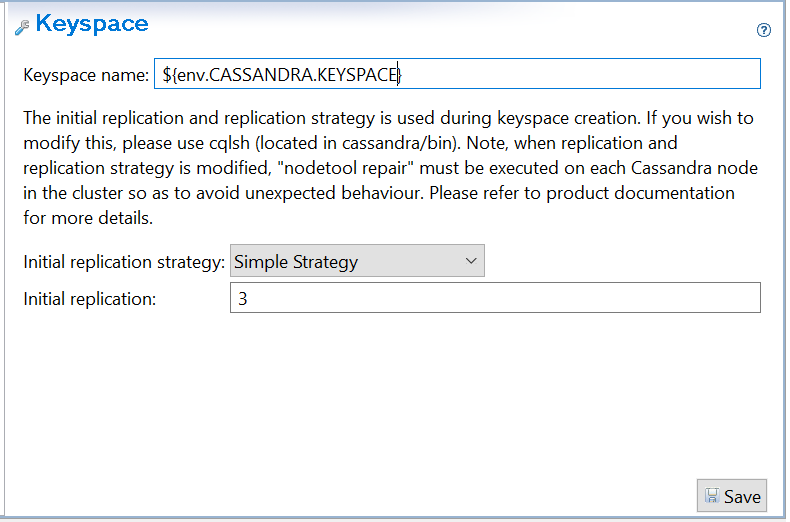 Keyspace
Keyspace name: ${env.CASSANDRA.KEYSPACE}
The initial replication and replication strategy is used during keyspace creation. If you wish to
modify this, please use cqlsh (located in cassandra/bin). Note, when replication and
replication strategy is modified, "nodetool repair" must be executed on each Cassandra node
in the cluster so as to avoid unexpected behaviour. Please refer to product documentation
for more details.
Initial replication strategy: Simple Strategy
Initial replication: 3
Save